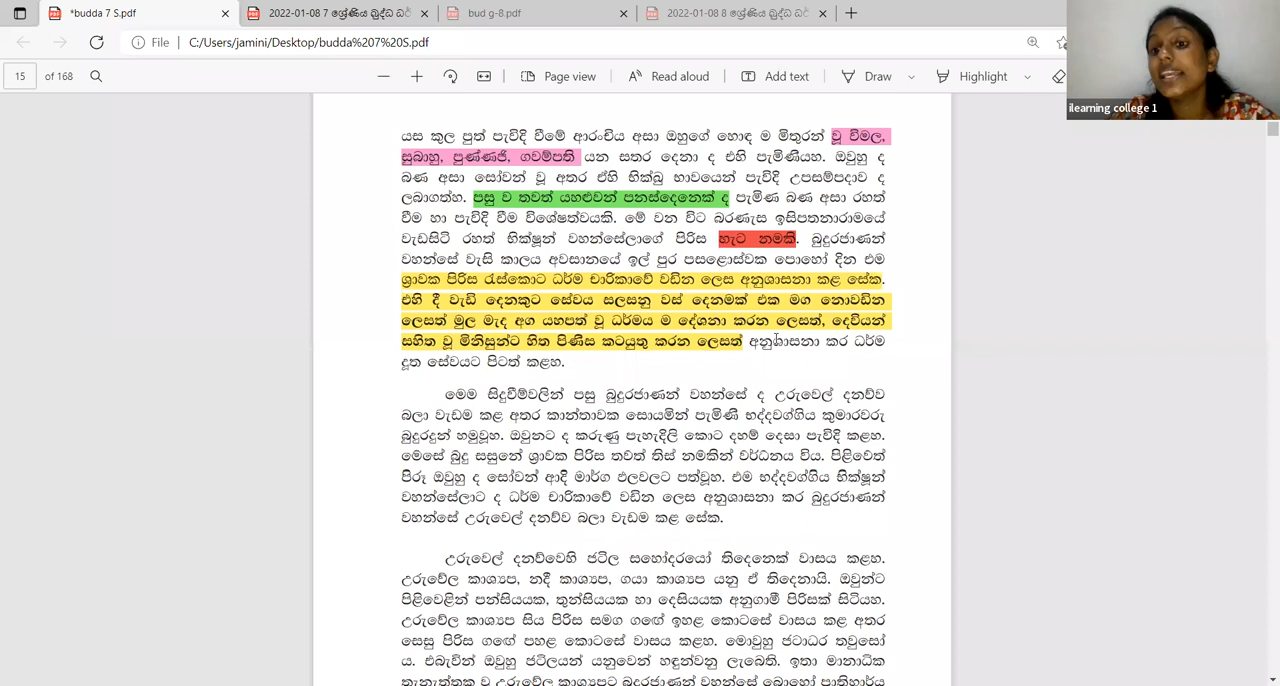 *budda 7 S.pdf
2022-01-08 7 ශ්‍රේණිය බුද්ධ ධර්
bud g-8.pdf
2022-01-08 8 ශ්‍රේණිය බුද්ධ ධ
File
C:/Users/jamini/Desktop/budda%207%20S.pdf
15 of 168
Page view
Read aloud
Add text
Draw
Highlight
ilearning college 1
යස කුල පුත් පැවිදි වීමේ ආරංචිය අසා ඔහුගේ හොඳ ම මිතුරන් වූ විමල,
සුබාහු, පුණ්ණජි, ගවම්පති යන සතර දෙනා ද එහි පැමිණියහ. ඔවුහු ද
බණ අසා සෝවන් වූ අතර ඒහි භික්ඛු භාවයෙන් පැවිදි උපසම්පදාව ද
ලබාගත්හ. පසු ව තවත් යහළුවන් පනස්දෙනෙක් ද පැමිණ බණ අසා රහත්
වීම හා පැවිදි වීම විශේෂත්වයකි. මේ වන විට බරණැස ඉසිපතනාරාමයේ
වැඩසිටි රහත් භික්ෂූන් වහන්සේලාගේ පිරිස හැට නමකි. බුදුරජාණන්
වහන්සේ වැසි කාලය අවසානයේ ඉල් පුර පසළොස්වක පොහෝ දින එම
ශ්‍රාවක පිරිස රැස්කොට ධර්ම චාරිකාවේ වඩින ලෙස අනුශාසනා කළ සේක.
එහි දී වැඩි දෙනකුට සේවය සලසනු වස් දෙනමක් එක මග නොවඩින
ලෙසත් මුල මැද අග යහපත් වූ ධර්මය ම දේශනා කරන ලෙසත්, දෙවියන්
සහිත වූ මිනිසුන්ට හිත පිණිස කටයුතු කරන ලෙසත් අනුශාසනා කර ධර්ම
දූත සේවයට පිටත් කළහ.
මෙම සිදුවීම්වලින් පසු බුදුරජාණන් වහන්සේ ද උරුවෙල් දනව්ව
බලා වැඩම කළ අතර කාන්තාවක සොයමින් පැමිණි භද්දවග්ගිය කුමාරවරු
බුදුරදුන් හමුවූහ. ඔවුනට ද කරුණු පැහැදිලි කොට දහම් දෙසා පැවිදි කළහ.
මෙසේ බුදු සසුනේ ශ්‍රාවක පිරිස තවත් තිස් නමකින් වර්ධනය විය. පිළිවෙත්
පිරූ ඔවුහු ද සෝවන් ආදි මාර්ග ඵලවලට පත්වූහ. එම භද්දවග්ගිය භික්ෂූන්
වහන්සේලාට ද ධර්ම චාරිකාවේ වඩින ලෙස අනුශාසනා කර බුදුරජාණන්
වහන්සේ උරුවෙල් දනව්ව බලා වැඩම කළ සේක.
උරුවෙල් දනව්වෙහි ජටිල සහෝදරයෝ තිදෙනෙක් වාසය කළහ.
උරුවේල කාශ්‍යප, නදී කාශ්‍යප, ගයා කාශ්‍යප යනු ඒ තිදෙනායි. ඔවුන්ට
පිළිවෙළින් පන්සියයක, තුන්සියයක හා දෙසියයක අනුගාමී පිරිසක් සිටියහ.
උරුවේල කාශ්‍යප සිය පිරිස සමග ගඟේ ඉහළ කොටසේ වාසය කළ අතර
සෙසු පිරිස ගඟේ පහළ කොටසේ වාසය කළහ. මොවුහු ජටාධර තවුසෝ
ය. එබැවින් ඔවුහු ජටිලයන් යනුවෙන් හඳුන්වනු ලැබෙති. ඉතා මානාධික
තැනැත්තක වූ උරුවේල කාශ්‍යපට බුදුරජාණන් වහන්සේ බොහෝ පාතිහාර්ය